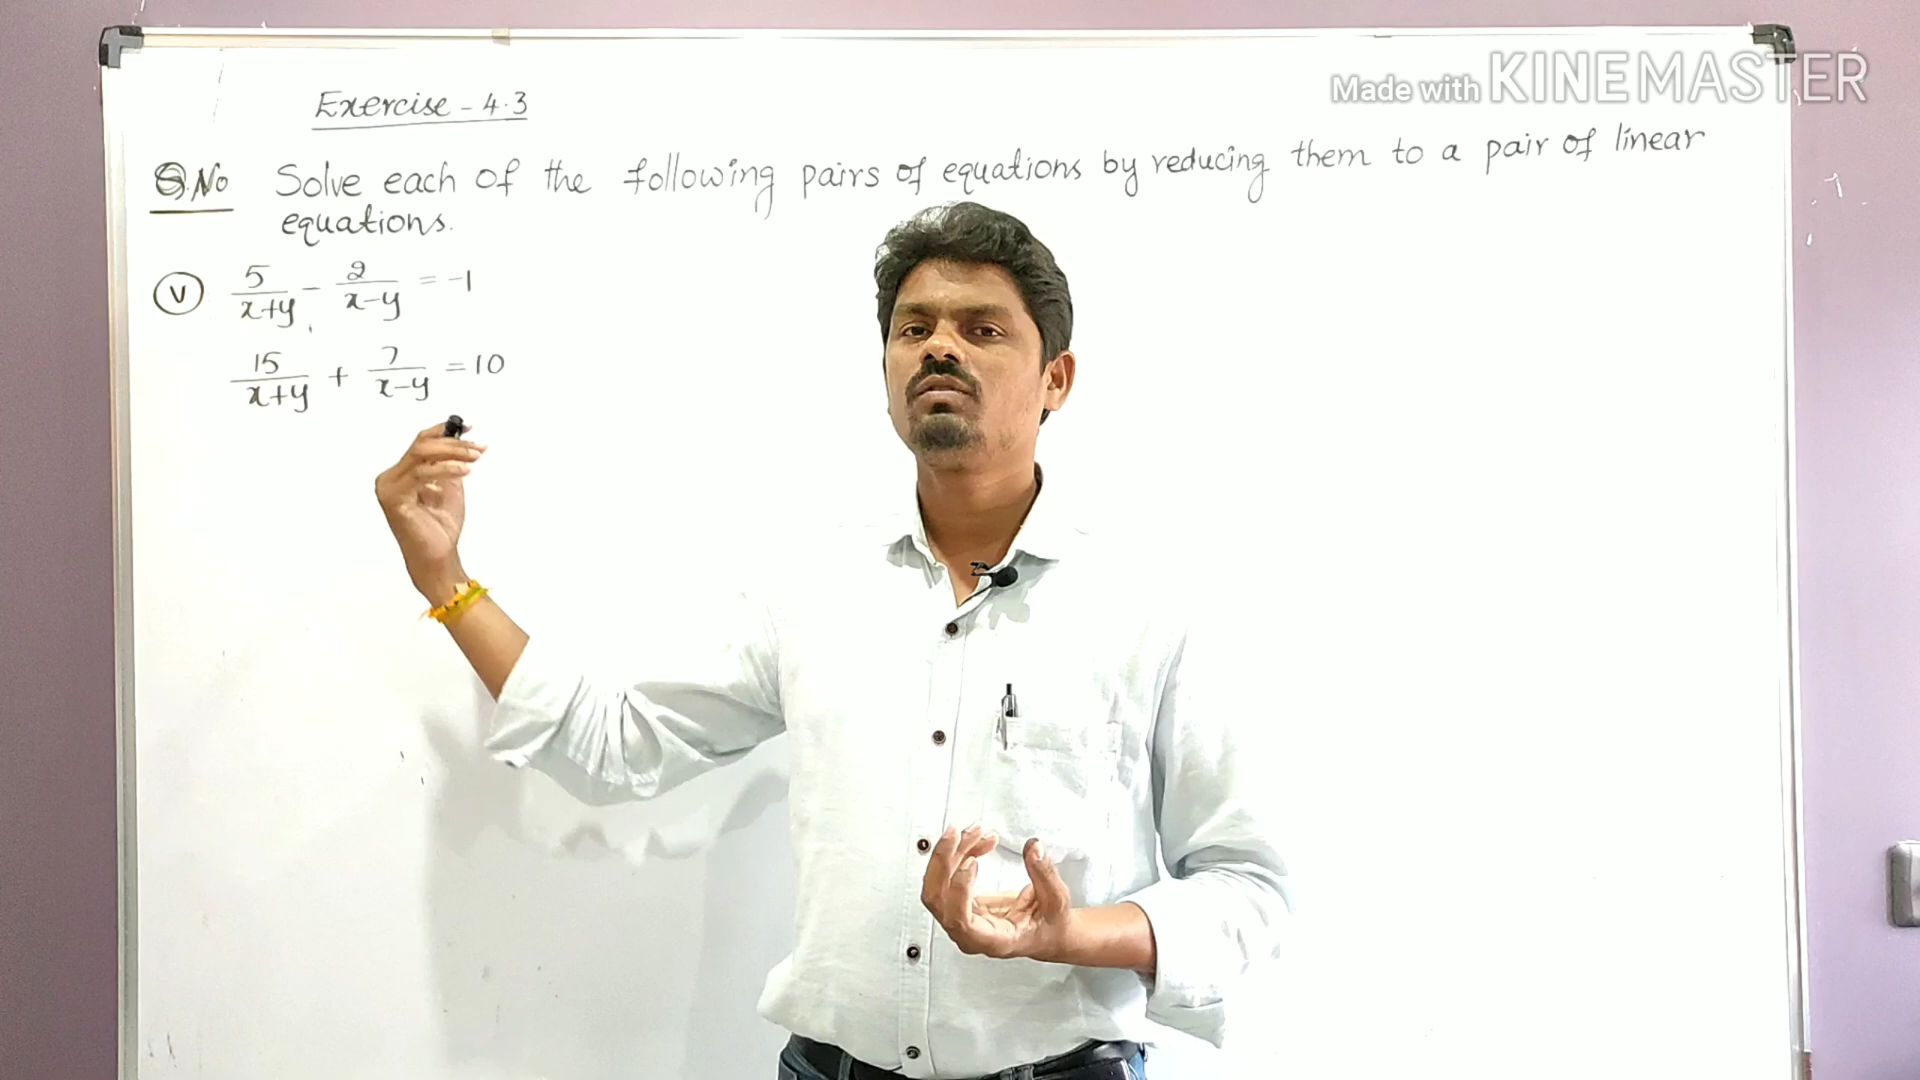 Made with KINEMASTER
Exercise - 4.3
Q.No Solve each of the following pairs of equations by reducing them to a pair of linear
equations.
V 5/(x+y) - 2/(x-y) = -1
15/(x+y) + 7/(x-y) = 10